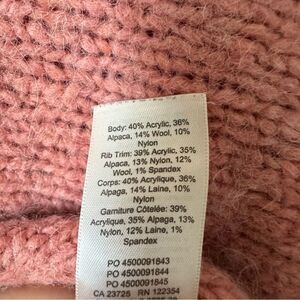 Body: 40% Acrylic, 36%
Alpaca, 14% Wool, 10%
Nylon
Rib Trim: 39% Acrylic, 35%
Alpaca, 13% Nylon, 12%
Wool, 1% Spandex
Corps: 40% Acrylique, 36%
Alpaga, 14% Laine, 10%
Nylon
Garniture Côtelée: 39%
Acrylique, 35% Alpaga, 13%
Nylon, 12% Laine, 1%
Spandex
PO 4500091843
PO 4500091844
PO 4500091845
CA 23725 RN 122354